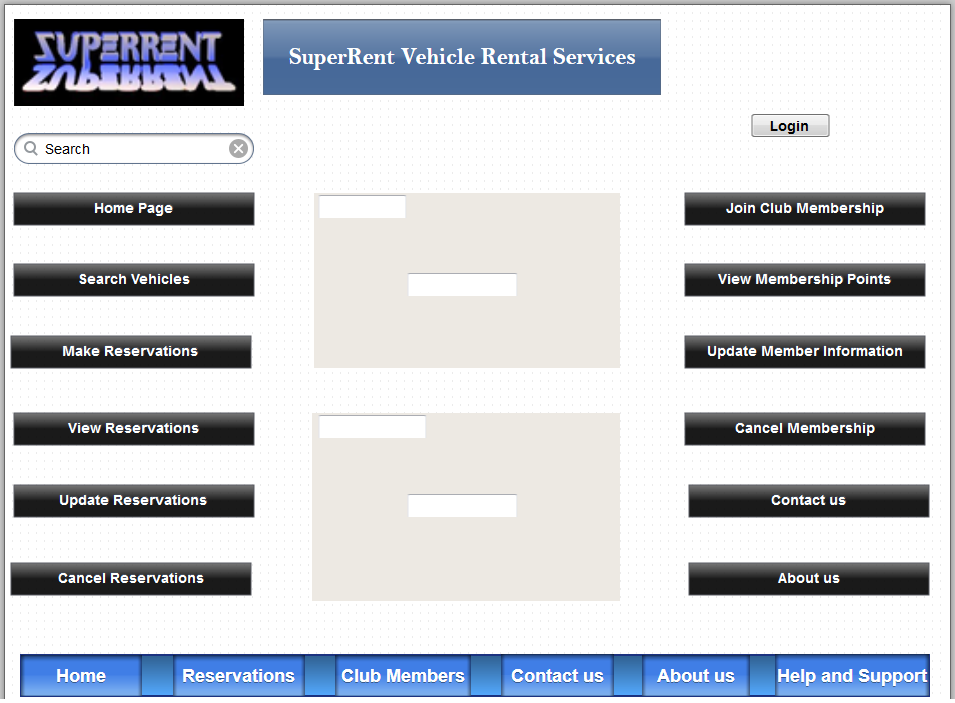 SUPERRENT
SuperRent Vehicle Rental Services
Login
Search
Home Page
Join Club Membership
Search Vehicles
View Membership Points
Make Reservations
Update Member Information
View Reservations
Cancel Membership
Update Reservations
Contact us
Cancel Reservations
About us
Home Reservations Club Members Contact us About us Help and Support